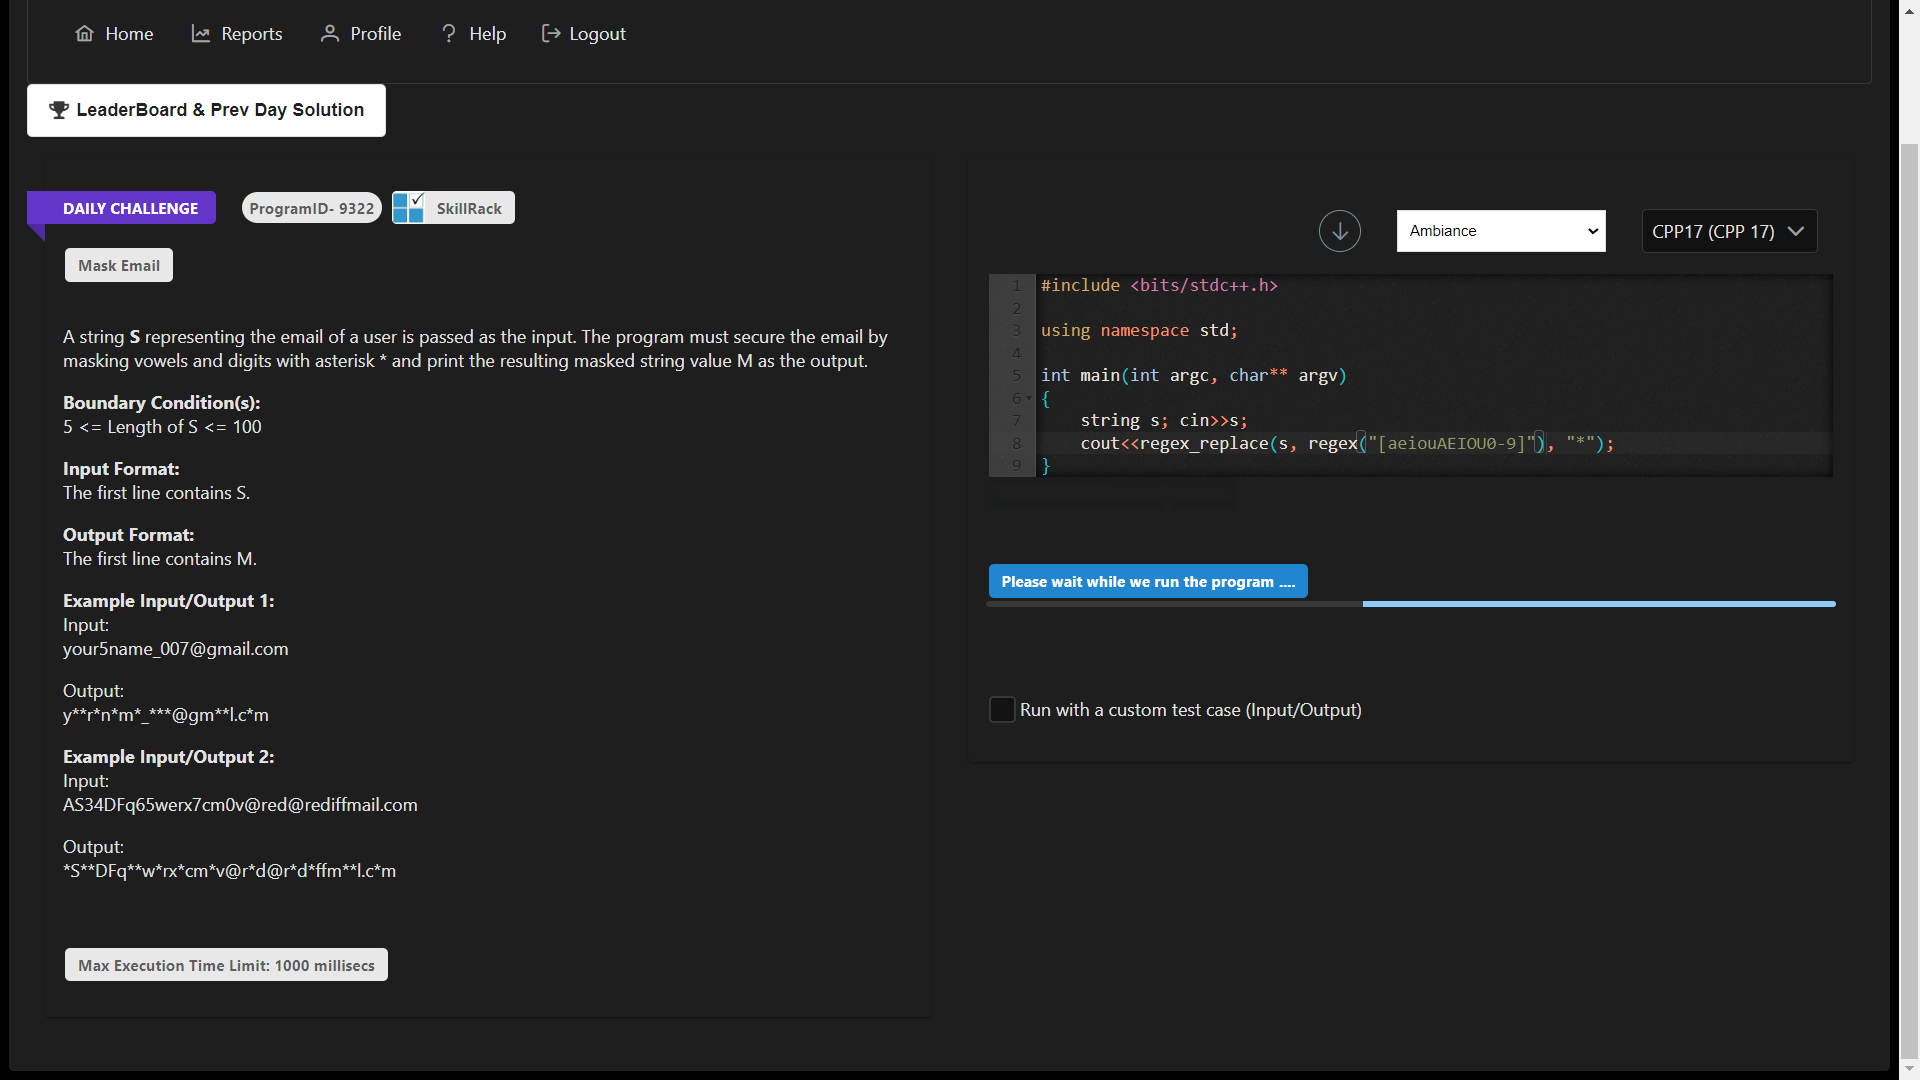 Home Reports Profile Help Logout
LeaderBoard & Prev Day Solution
DAILY CHALLENGE ProgramID- 9322 SkillRack
Mask Email
A string S representing the email of a user is passed as the input. The program must secure the email by
masking vowels and digits with asterisk * and print the resulting masked string value M as the output.
Boundary Condition(s):
5 <= Length of S <= 100
Input Format:
The first line contains S.
Output Format:
The first line contains M.
Example Input/Output 1:
Input:
your5name_007@gmail.com
Output:
y**r*n*m*_***@gm**l.c*m
Example Input/Output 2:
Input:
AS34DFq65werx7cm0v@red@rediffmail.com
Output:
*S**DFq**w*rx*cm*v@r*d@r*d*ffm**l.c*m
Max Execution Time Limit: 1000 millisecs
Ambiance CPP17 (CPP 17)
1 #include <bits/stdc++.h>
2
3 using namespace std;
4
5 int main(int argc, char** argv)
6 {
7 string s; cin>>s;
8 cout<<regex_replace(s, regex("[aeiouAEIOU0-9]"), "*");
9 }
Please wait while we run the program ....
Run with a custom test case (Input/Output)